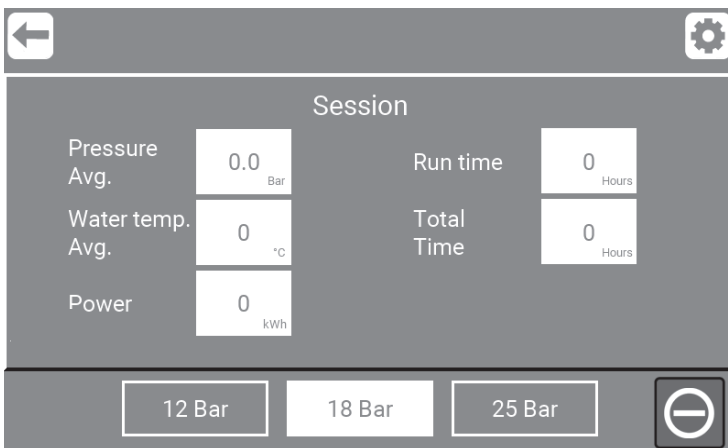 Session
Pressure
Avg.
0.0
Bar
Run time
0
Hours
Water temp.
Avg.
0
°C
Total
Time
0
Hours
Power
0
kWh
12 Bar
18 Bar
25 Bar